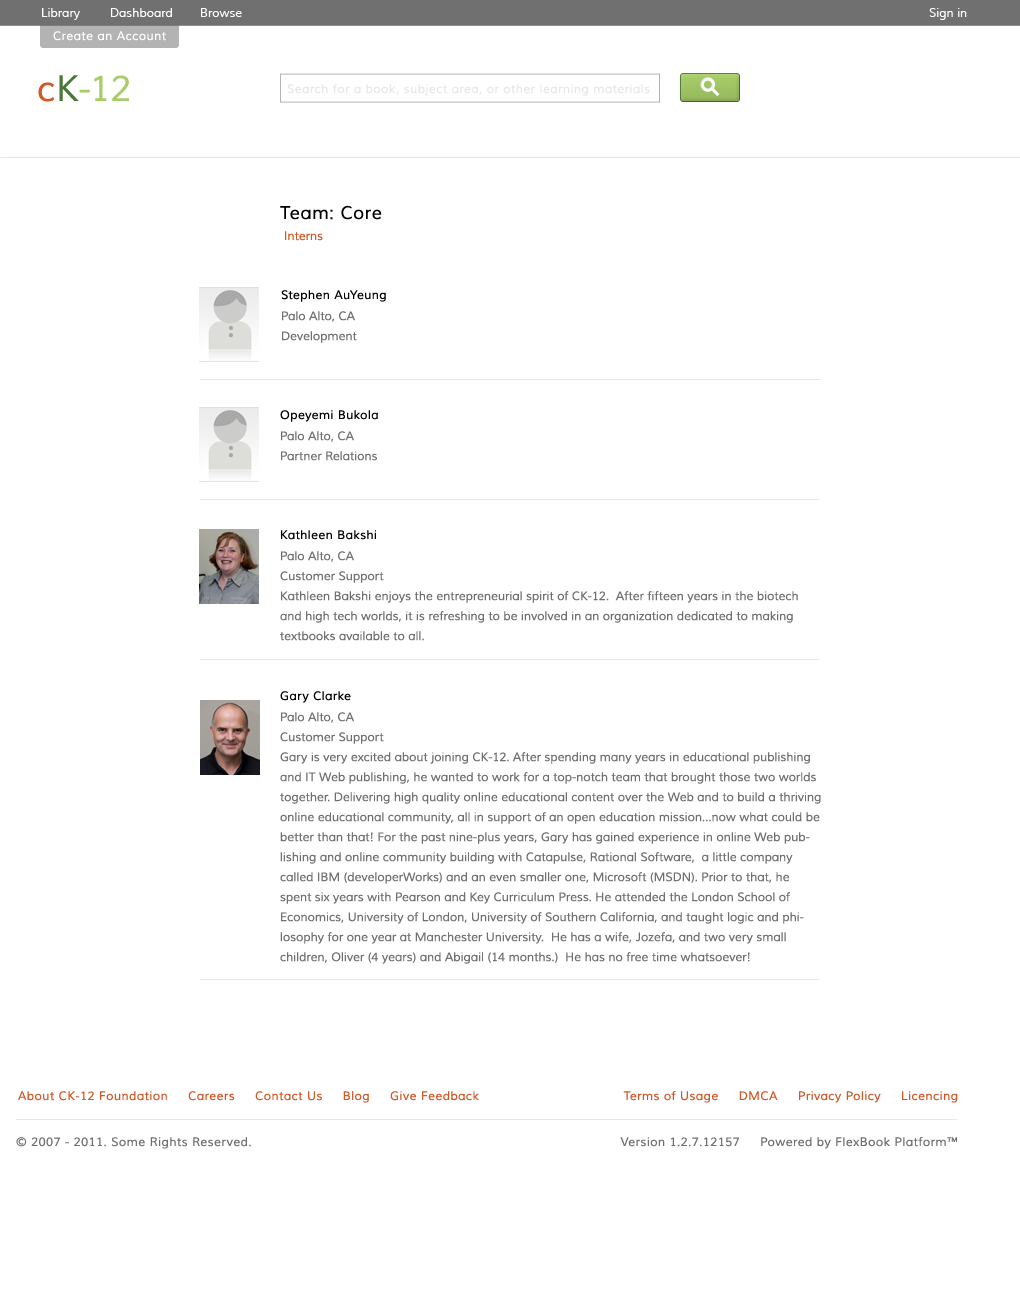 Library Dashboard Browse Sign in
Create an Account
cK-12
Search for a book, subject area, or other learning materials
Team: Core
Interns
Stephen AuYeung
Palo Alto, CA
Development
Opeyemi Bukola
Palo Alto, CA
Partner Relations
Kathleen Bakshi
Palo Alto, CA
Customer Support
Kathleen Bakshi enjoys the entrepreneurial spirit of CK-12.  After fifteen years in the biotech
and high tech worlds, it is refreshing to be involved in an organization dedicated to making
textbooks available to all.
Gary Clarke
Palo Alto, CA
Customer Support
Gary is very excited about joining CK-12. After spending many years in educational publishing
and IT Web publishing, he wanted to work for a top-notch team that brought those two worlds
together. Delivering high quality online educational content over the Web and to build a thriving
online educational community, all in support of an open education mission...now what could be
better than that! For the past nine-plus years, Gary has gained experience in online Web pub-
lishing and online community building with Catapulse, Rational Software,  a little company
called IBM (developerWorks) and an even smaller one, Microsoft (MSDN). Prior to that, he
spent six years with Pearson and Key Curriculum Press. He attended the London School of
Economics, University of London, University of Southern California, and taught logic and phi-
losophy for one year at Manchester University.  He has a wife, Jozefa, and two very small
children, Oliver (4 years) and Abigail (14 months.)  He has no free time whatsoever!
About CK-12 Foundation Careers Contact Us Blog Give Feedback Terms of Usage DMCA Privacy Policy Licencing
© 2007 - 2011. Some Rights Reserved. Version 1.2.7.12157 Powered by FlexBook Platform™